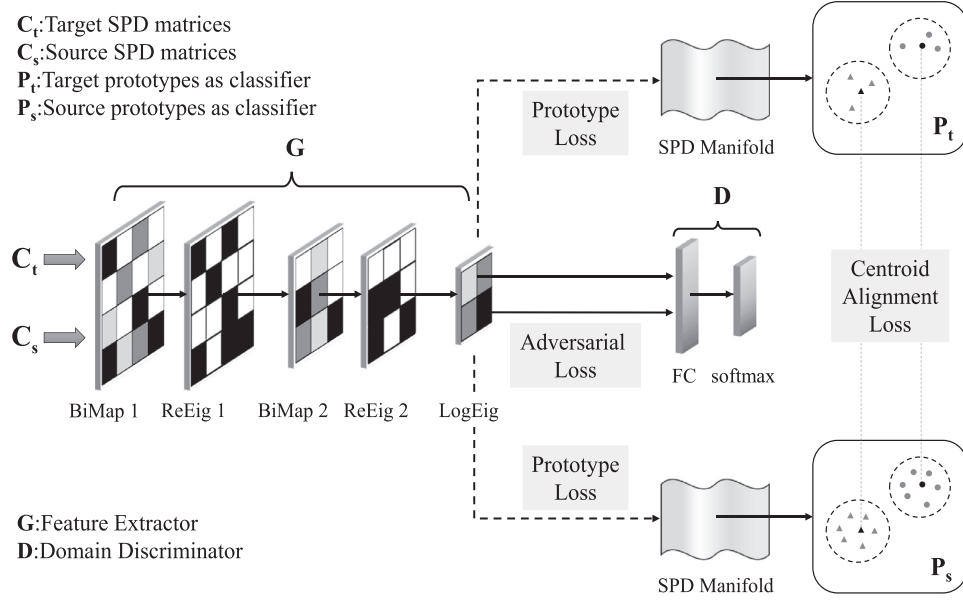 C_t:Target SPD matrices
C_s:Source SPD matrices
P_t:Target prototypes as classifier
P_s:Source prototypes as classifier
G
C_t
C_s
BiMap 1
ReEig 1
BiMap 2
ReEig 2
LogEig
Prototype
Loss
SPD Manifold
P_t
D
Adversarial
Loss
FC
softmax
Centroid
Alignment
Loss
Prototype
Loss
SPD Manifold
P_s
G:Feature Extractor
D:Domain Discriminator